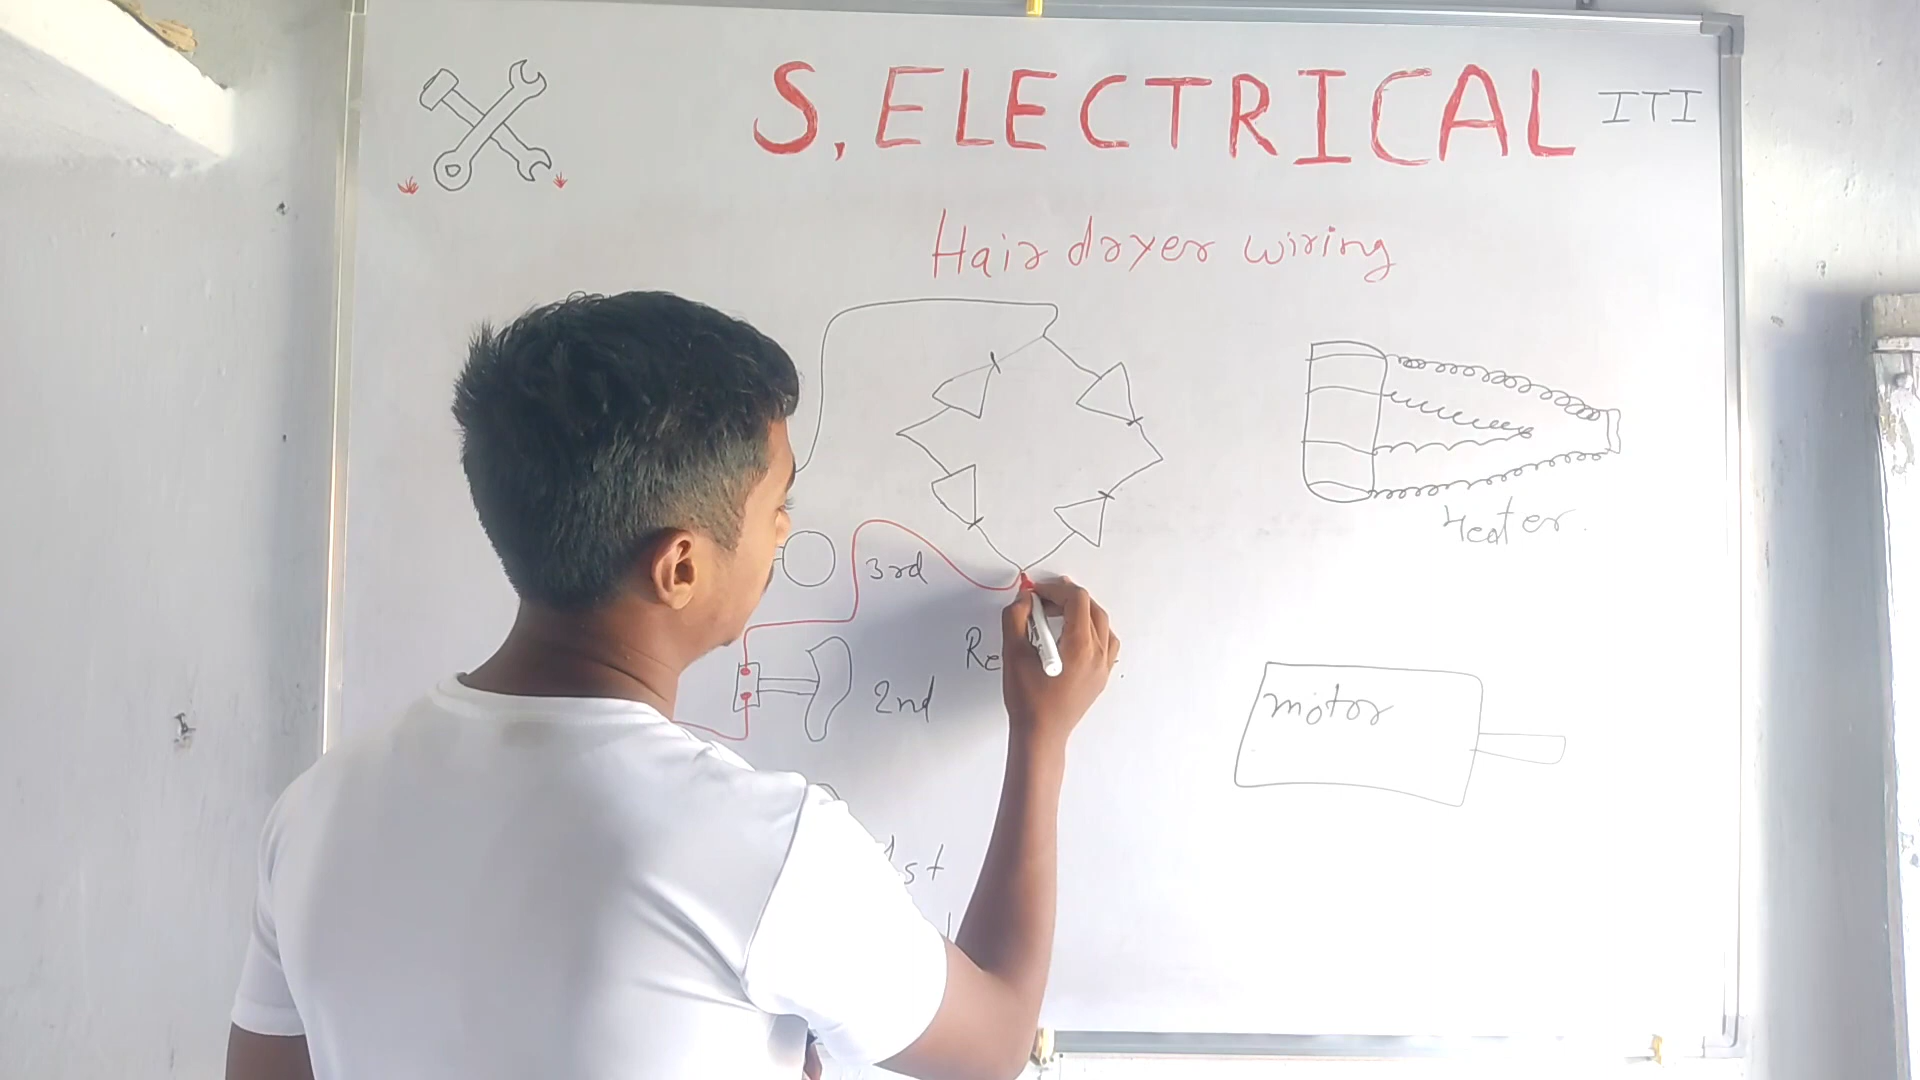 S, ELECTRICAL ITI
Hair dryer wiring
Heater.
3rd
2nd
motor
1st